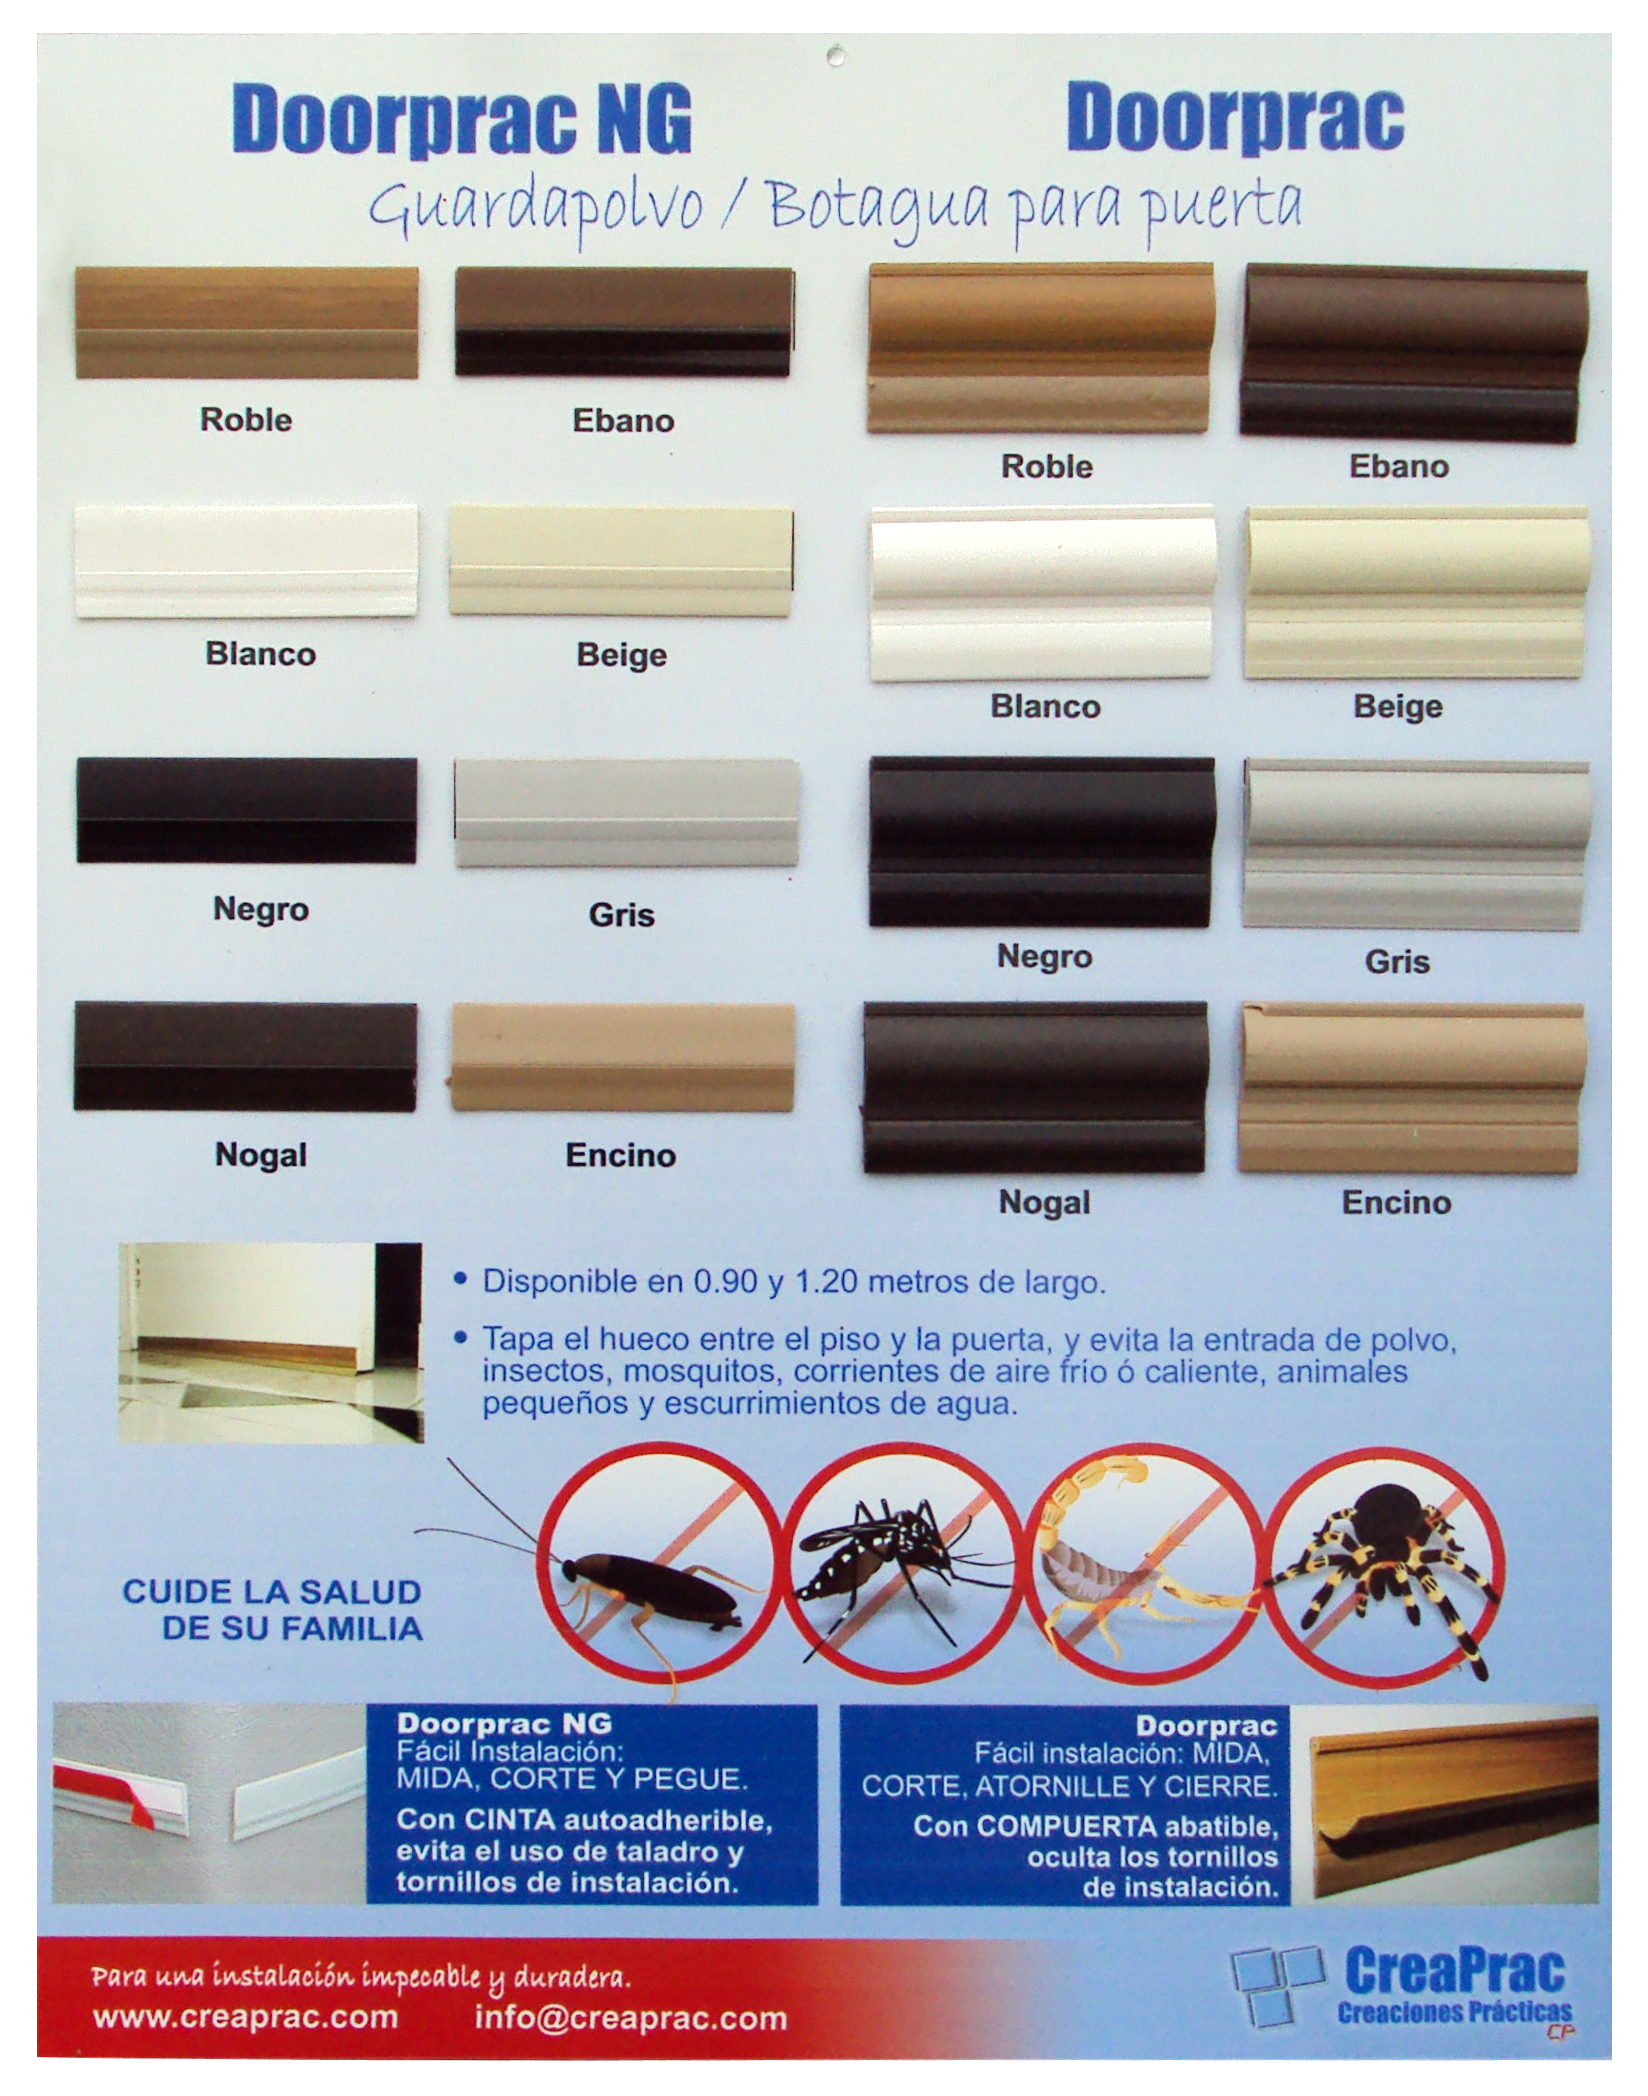 Doorprac NG
Doorprac
Guardapolvo / Botagua para puerta
Roble
Ebano
Roble
Ebano
Blanco
Beige
Blanco
Beige
Negro
Gris
Negro
Gris
Nogal
Encino
Nogal
Encino
• Disponible en 0.90 y 1.20 metros de largo.
• Tapa el hueco entre el piso y la puerta, y evita la entrada de polvo,
insectos, mosquitos, corrientes de aire frío ó caliente, animales
pequeños y escurrimientos de agua.
CUIDE LA SALUD
DE SU FAMILIA
Doorprac NG
Fácil Instalación:
MIDA, CORTE Y PEGUE.
Con CINTA autoadherible,
evita el uso de taladro y
tornillos de instalación.
Doorprac
Fácil instalación: MIDA,
CORTE, ATORNILLE Y CIERRE.
Con COMPUERTA abatible,
oculta los tornillos
de instalación.
Para una instalación impecable y duradera.
www.creaprac.com info@creaprac.com
CreaPrac
Creaciones Prácticas
CP